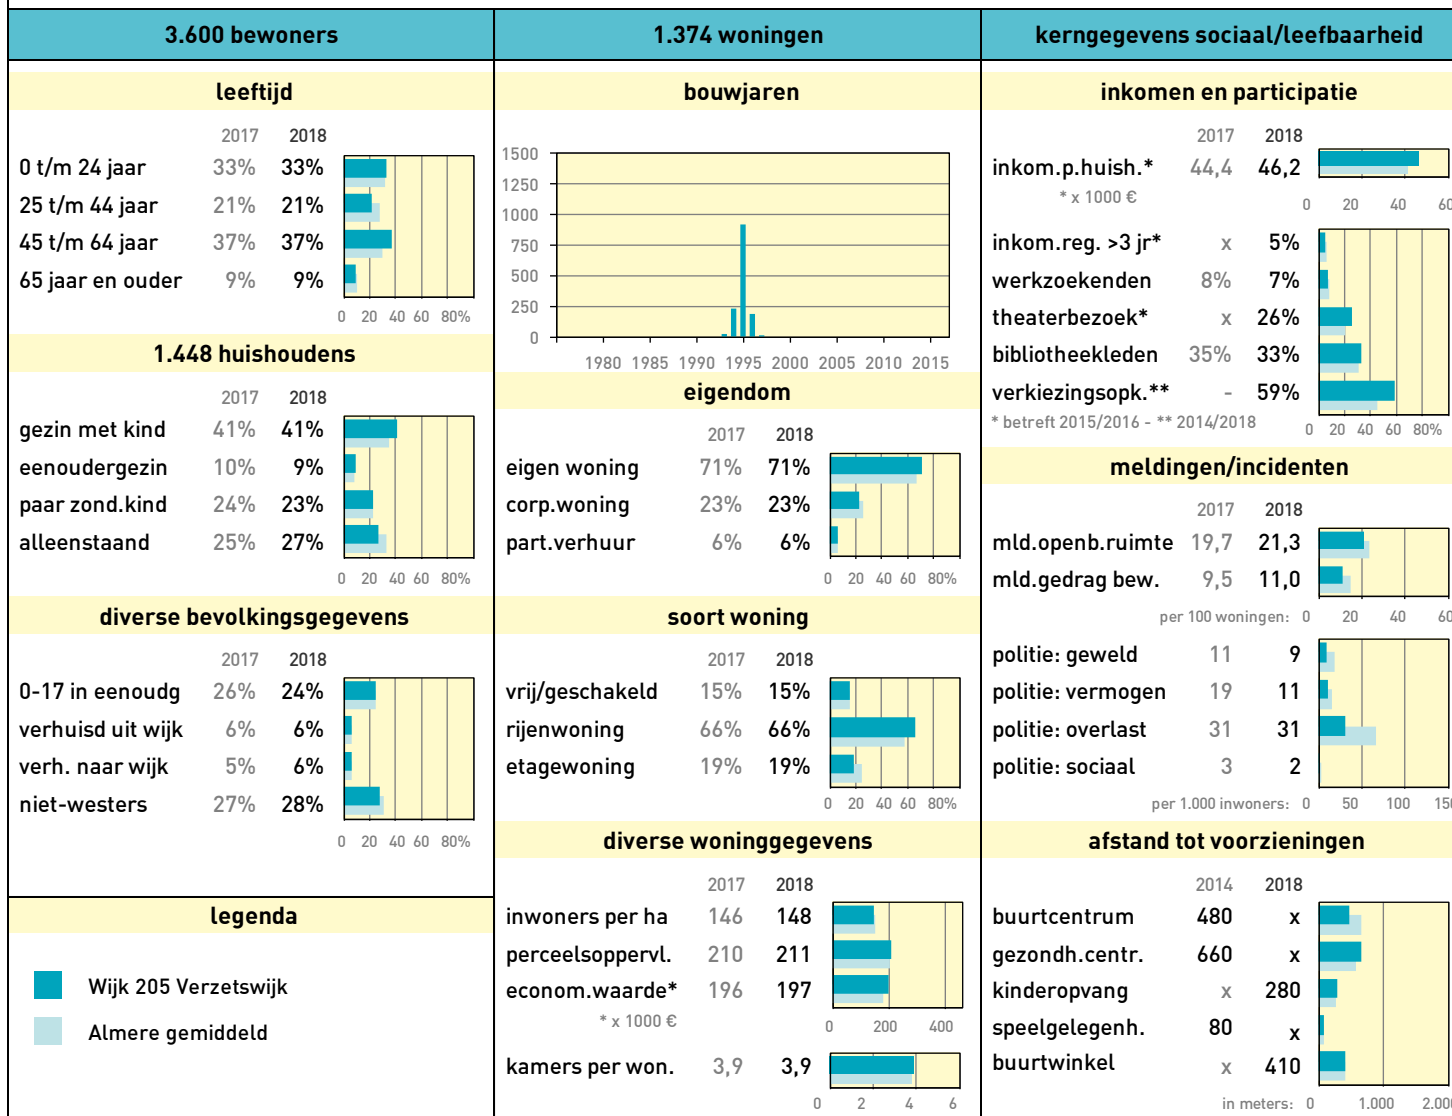 3.600 bewoners
leeftijd
2017 2018
0 t/m 24 jaar 33% 33%
25 t/m 44 jaar 21% 21%
45 t/m 64 jaar 37% 37%
65 jaar en ouder 9% 9%
0 20 40 60 80%
1.448 huishoudens
2017 2018
gezin met kind 41% 41%
eenoudergezin 10% 9%
paar zond.kind 24% 23%
alleenstaand 25% 27%
0 20 40 60 80%
diverse bevolkingsgegevens
2017 2018
0-17 in eenoudg 26% 24%
verhuisd uit wijk 6% 6%
verh. naar wijk 5% 6%
niet-westers 27% 28%
0 20 40 60 80%
legenda
Wijk 205 Verzetswijk
Almere gemiddeld
1.374 woningen
bouwjaren
1500
1250
1000
750
500
250
0
1980 1985 1990 1995 2000 2005 2010 2015
eigendom
2017 2018
eigen woning 71% 71%
corp.woning 23% 23%
part.verhuur 6% 6%
0 20 40 60 80%
soort woning
2017 2018
vrij/geschakeld 15% 15%
rijenwoning 66% 66%
etagewoning 19% 19%
0 20 40 60 80%
diverse woninggegevens
2017 2018
inwoners per ha 146 148
perceelsoppervl. 210 211
econom.waarde* 196 197
* x 1000 € 0 200 400
kamers per won. 3,9 3,9
0 2 4 6
kerngegevens sociaal/leefbaarheid
inkomen en participatie
2017 2018
inkom.p.huish.* 44,4 46,2
* x 1000 € 0 20 40 60
inkom.reg. >3 jr* x 5%
werkzoekenden 8% 7%
theaterbezoek* x 26%
bibliotheekleden 35% 33%
verkiezingsopk.** - 59%
* betreft 2015/2016 - ** 2014/2018 0 20 40 60 80%
meldingen/incidenten
2017 2018
mld.openb.ruimte 19,7 21,3
mld.gedrag bew. 9,5 11,0
per 100 woningen: 0 20 40 60
politie: geweld 11 9
politie: vermogen 19 11
politie: overlast 31 31
politie: sociaal 3 2
per 1.000 inwoners: 0 50 100 150
afstand tot voorzieningen
2014 2018
buurtcentrum 480 x
gezondh.centr. 660 x
kinderopvang x 280
speelgelegenh. 80 x
buurtwinkel x 410
in meters: 0 1.000 2.000